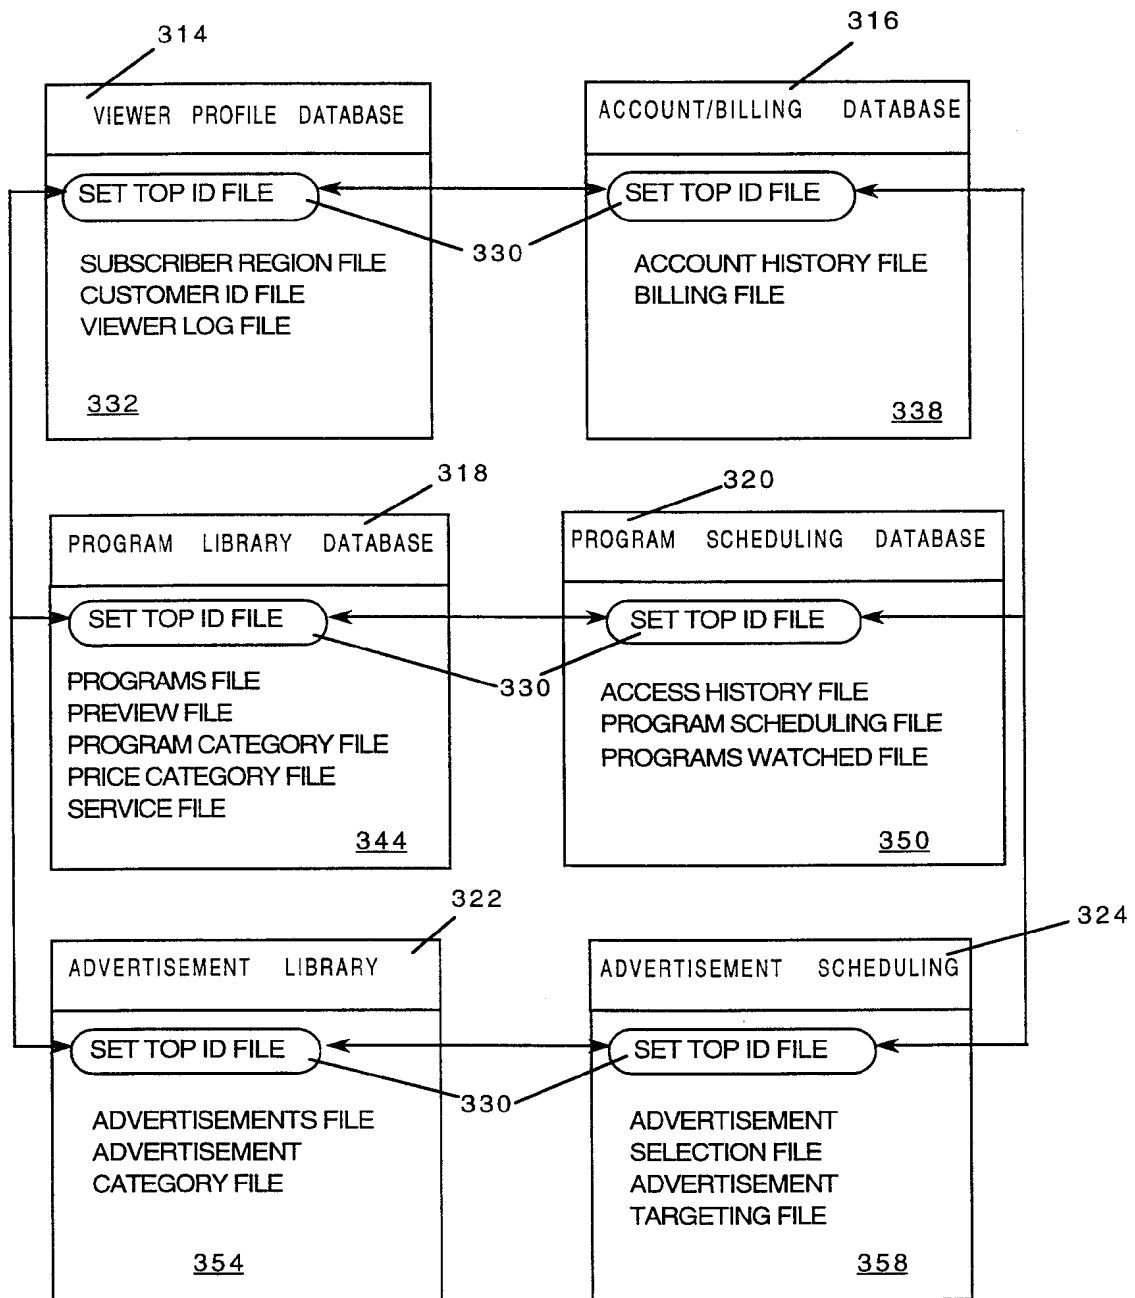 314
316
VIEWER PROFILE DATABASE
ACCOUNT/BILLING DATABASE
SET TOP ID FILE
SET TOP ID FILE
330
SUBSCRIBER REGION FILE
CUSTOMER ID FILE
VIEWER LOG FILE
332
ACCOUNT HISTORY FILE
BILLING FILE
338
318
320
PROGRAM LIBRARY DATABASE
PROGRAM SCHEDULING DATABASE
SET TOP ID FILE
SET TOP ID FILE
330
PROGRAMS FILE
PREVIEW FILE
PROGRAM CATEGORY FILE
PRICE CATEGORY FILE
SERVICE FILE
344
ACCESS HISTORY FILE
PROGRAM SCHEDULING FILE
PROGRAMS WATCHED FILE
350
322
324
ADVERTISEMENT LIBRARY
ADVERTISEMENT SCHEDULING
SET TOP ID FILE
SET TOP ID FILE
330
ADVERTISEMENTS FILE
ADVERTISEMENT
CATEGORY FILE
354
ADVERTISEMENT
SELECTION FILE
ADVERTISEMENT
TARGETING FILE
358